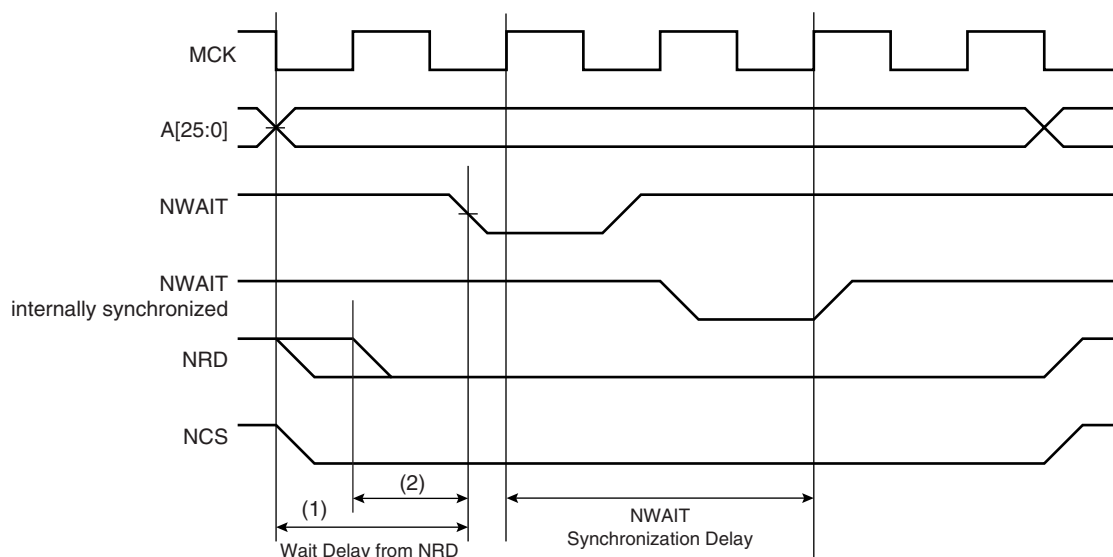 MCK
A[25:0]
NWAIT
NWAIT
internally synchronized
NRD
NCS
(2)
(1)
Wait Delay from NRD
NWAIT
Synchronization Delay